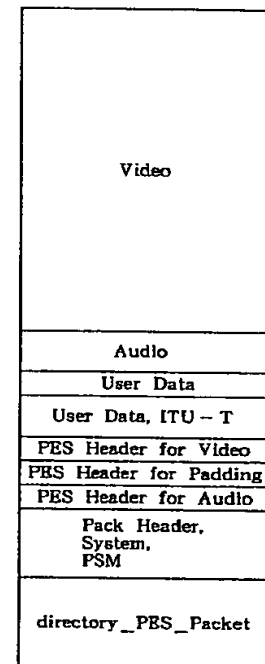 Video
Audio
User Data
User Data, ITU – T
PES Header for Video
PES Header for Padding
PES Header for Audio
Pack Header,
System,
PSM
directory_PES_Packet